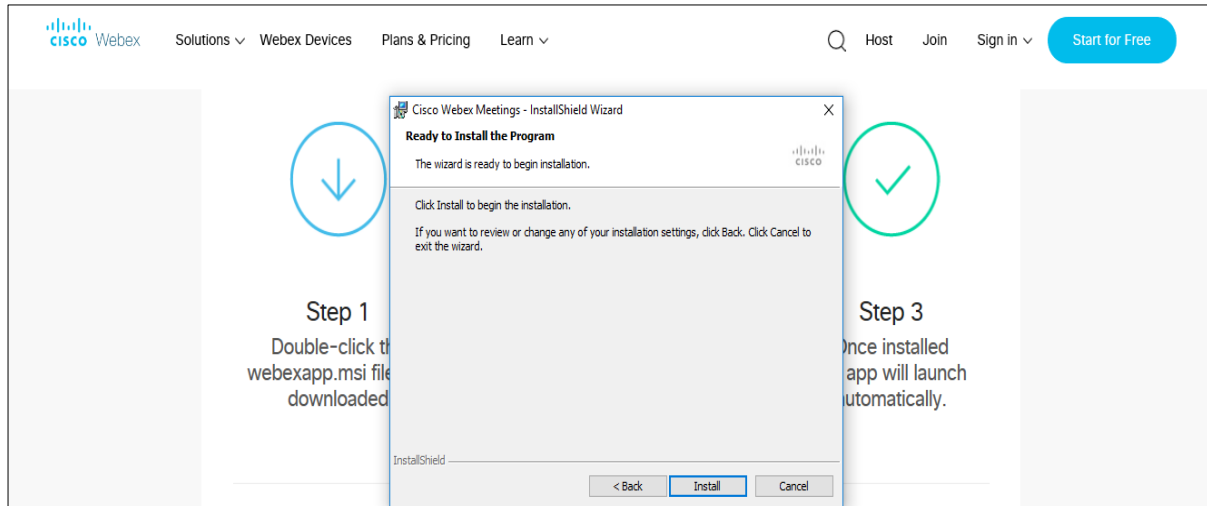 CISCO Webex Solutions Webex Devices Plans & Pricing Learn Host Join Sign in Start for Free
Cisco Webex Meetings - InstallShield Wizard
Ready to Install the Program
The wizard is ready to begin installation.
CISCO
Click Install to begin the installation.
If you want to review or change any of your installation settings, click Back. Click Cancel to
exit the wizard.
InstallShield
< Back Install Cancel
Step 1
Double-click
webexapp.msi
downloaded
Step 3
installed
app will launch